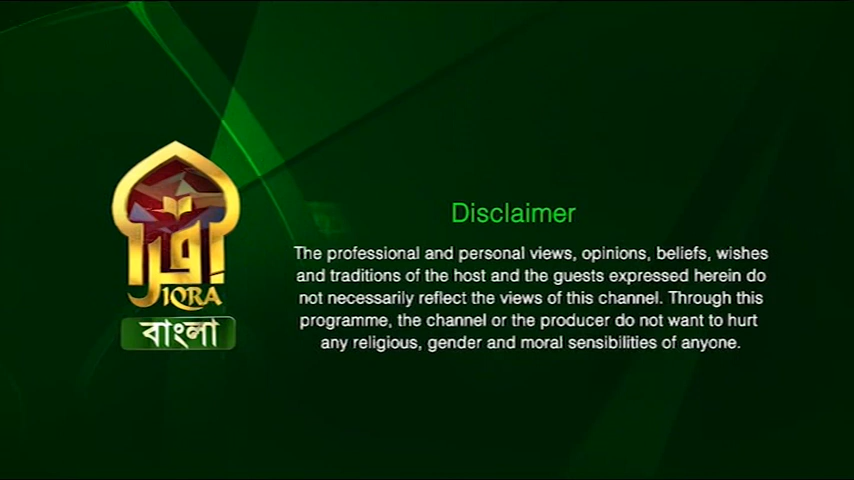 اقرا
IQRA
বাংলা
Disclaimer
The professional and personal views, opinions, beliefs, wishes
and traditions of the host and the guests expressed herein do
not necessarily reflect the views of this channel. Through this
programme, the channel or the producer do not want to hurt
any religious, gender and moral sensibilities of anyone.